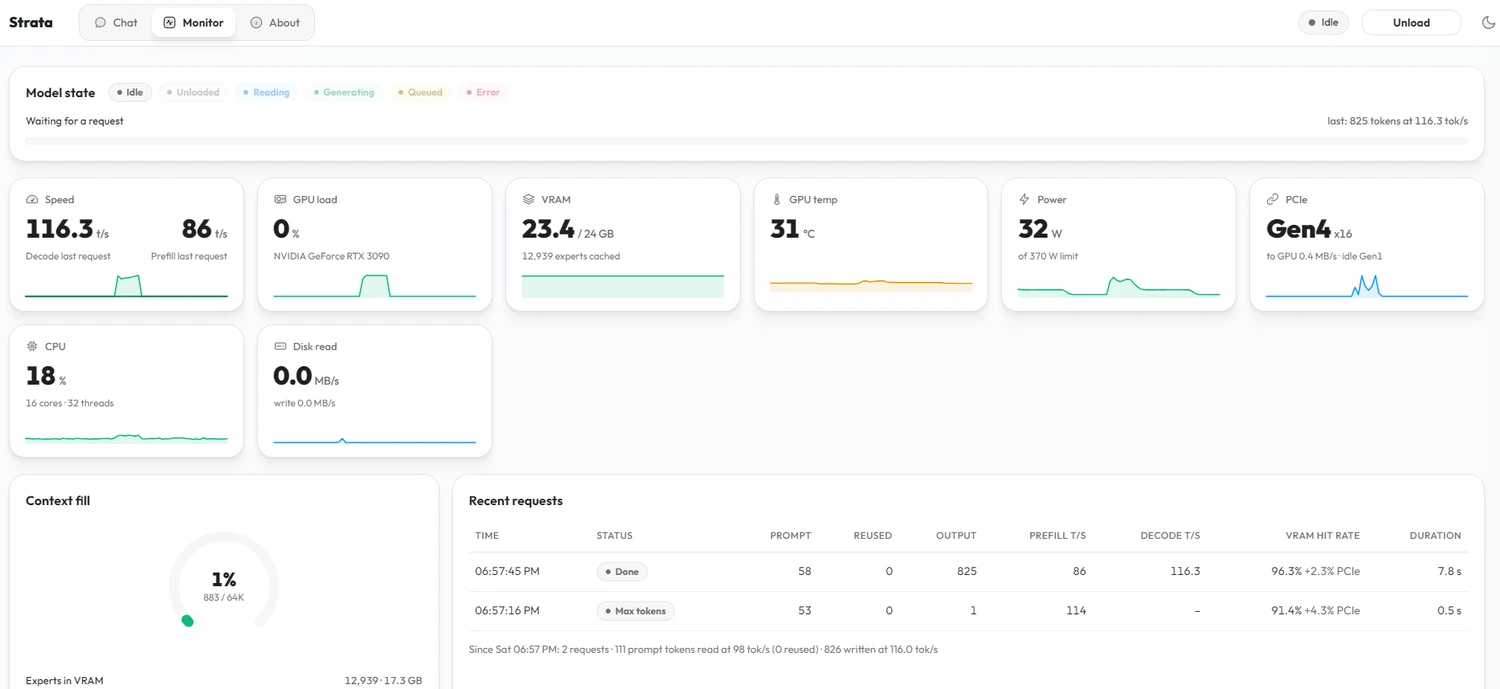 Strata
Chat
Monitor
About
Idle
Unload
Model state
Idle
Unloaded
Reading
Generating
Queued
Error
Waiting for a request
last: 825 tokens at 116.3 tok/s
Speed
116.3 t/s
86 t/s
Decode last request
Prefill last request
GPU load
0 %
NVIDIA GeForce RTX 3090
VRAM
23.4 / 24 GB
12,939 experts cached
GPU temp
31 °C
Power
32 W
of 370 W limit
PCIe
Gen4 x16
to GPU 0.4 MB/s · idle Gen1
CPU
18 %
16 cores · 32 threads
Disk read
0.0 MB/s
write 0.0 MB/s
Context fill
1%
883 / 64K
Experts in VRAM
12,939 · 17.3 GB
Recent requests
TIME STATUS PROMPT REUSED OUTPUT PREFILL T/S DECODE T/S VRAM HIT RATE DURATION
06:57:45 PM Done 58 0 825 86 116.3 96.3% +2.3% PCIe 7.8 s
06:57:16 PM Max tokens 53 0 1 114 – 91.4% +4.3% PCIe 0.5 s
Since Sat 06:57 PM: 2 requests · 111 prompt tokens read at 98 tok/s (0 reused) · 826 written at 116.0 tok/s